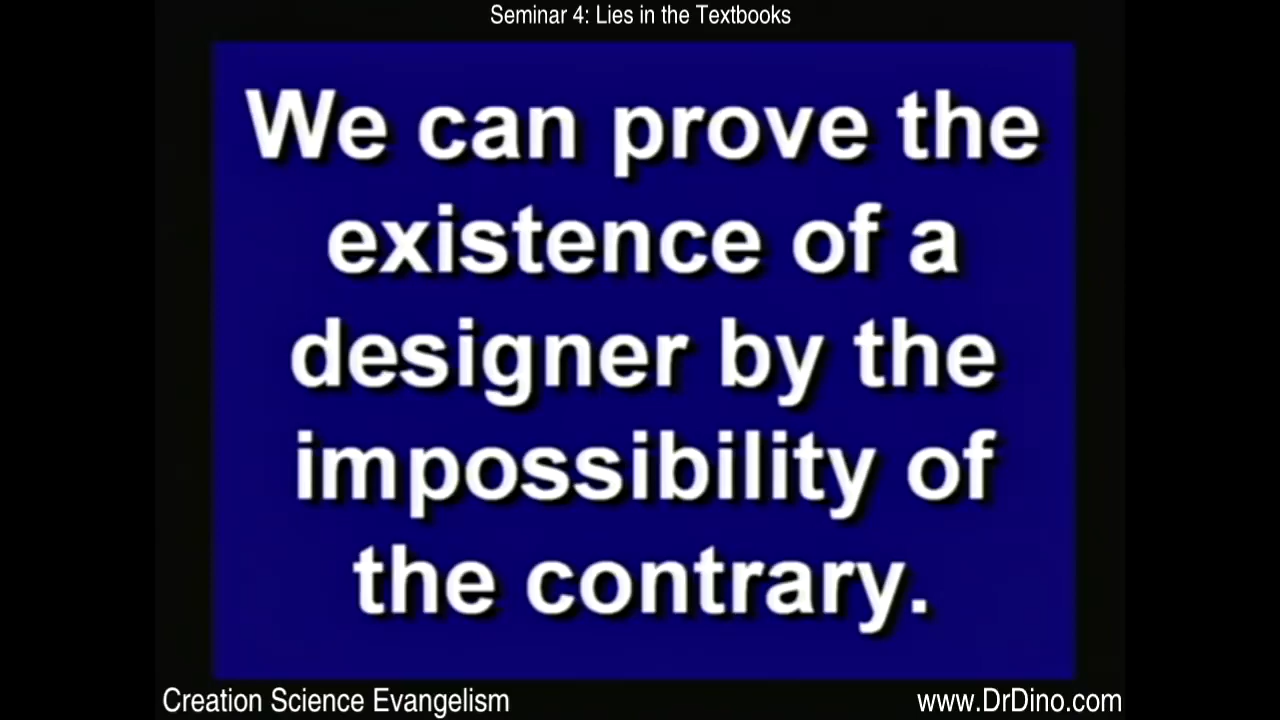 Seminar 4: Lies in the Textbooks
We can prove the
existence of a
designer by the
impossibility of
the contrary.
Creation Science Evangelism
www.DrDino.com